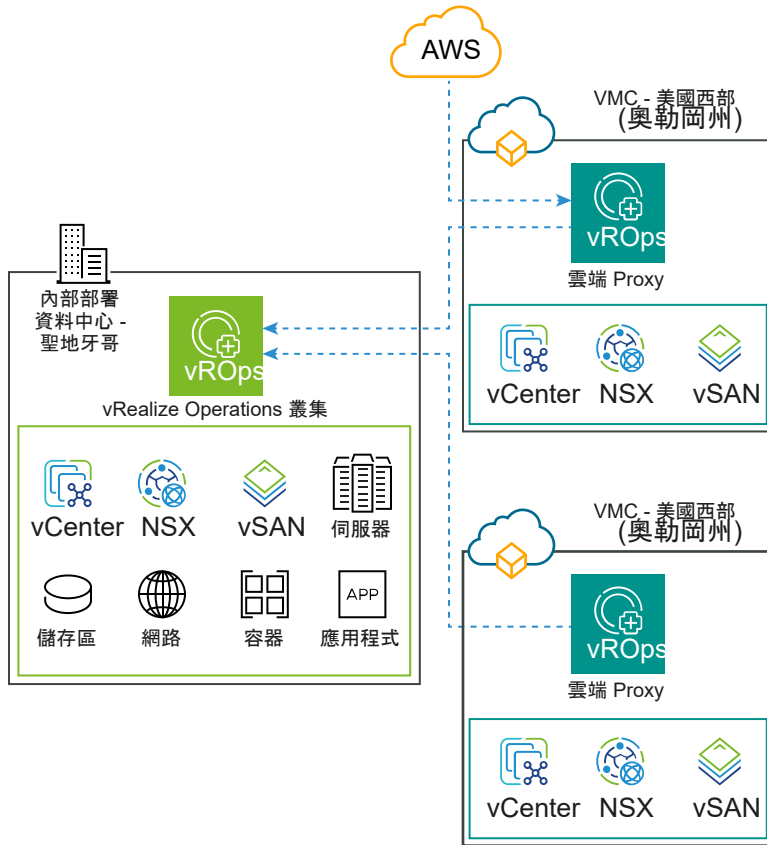 AWS
VMC - 美國西部
(奧勒岡州)
vROps
雲端 Proxy
vCenter
NSX
vSAN
內部部署
資料中心 -
聖地牙哥
vROps
vRealize Operations 叢集
vCenter
NSX
vSAN
伺服器
儲存區
網路
容器
APP
應用程式
VMC - 美國西部
(奧勒岡州)
vROps
雲端 Proxy
vCenter
NSX
vSAN